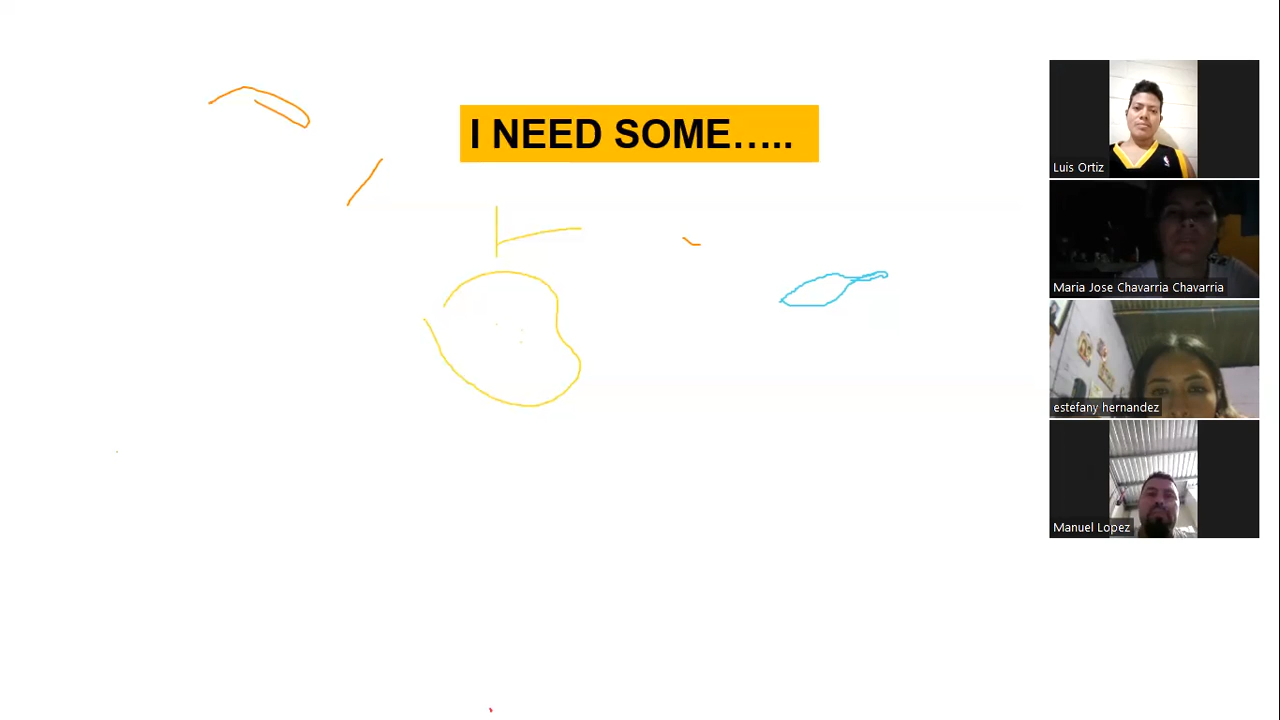 I NEED SOME.....
Luis Ortiz
Maria Jose Chavarria Chavarria
estefany hernandez
Manuel Lopez